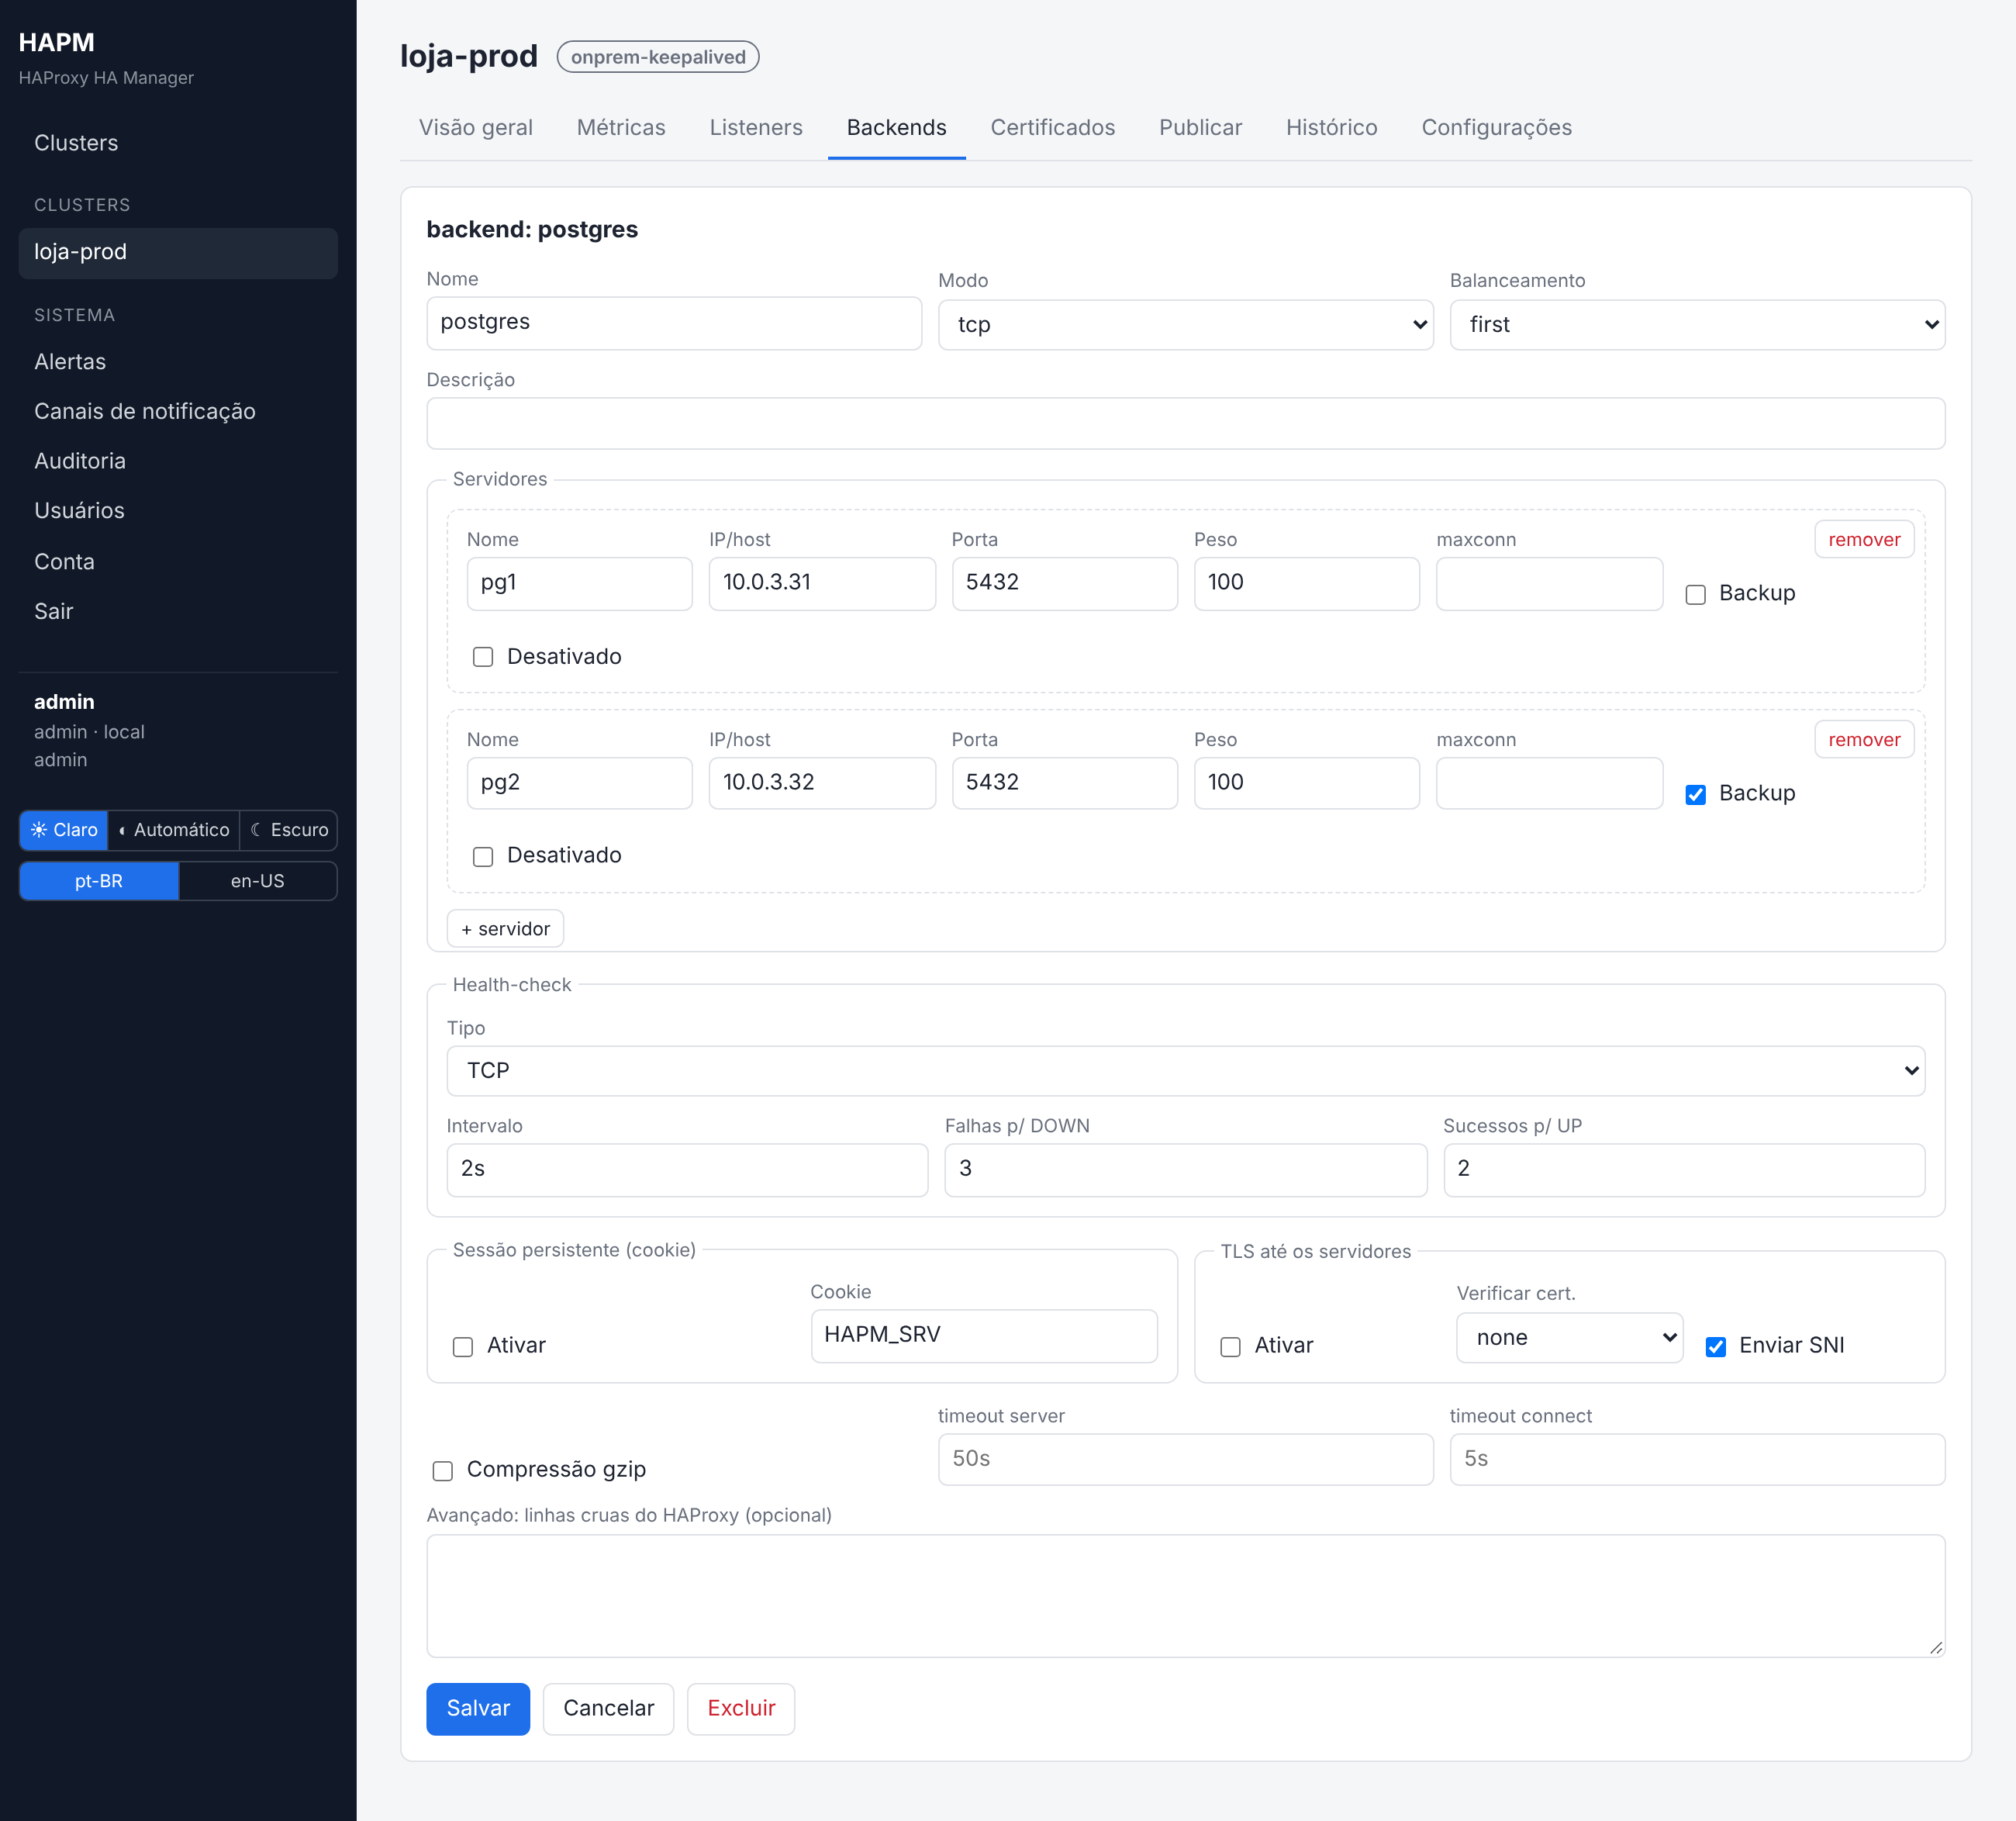 HAPM
HAProxy HA Manager
Clusters
CLUSTERS
loja-prod
SISTEMA
Alertas
Canais de notificação
Auditoria
Usuários
Conta
Sair
admin
admin · local
admin
Claro Automático Escuro
pt-BR en-US
loja-prod onprem-keepalived
Visão geral Métricas Listeners Backends Certificados Publicar Histórico Configurações
backend: postgres
Nome Modo Balanceamento
postgres tcp first
Descrição
Servidores
Nome IP/host Porta Peso maxconn remover
pg1 10.0.3.31 5432 100 Backup
Desativado
Nome IP/host Porta Peso maxconn remover
pg2 10.0.3.32 5432 100 Backup
Desativado
+ servidor
Health-check
Tipo
TCP
Intervalo Falhas p/ DOWN Sucessos p/ UP
2s 3 2
Sessão persistente (cookie) TLS até os servidores
Cookie Verificar cert.
Ativar HAPM_SRV Ativar none Enviar SNI
timeout server timeout connect
Compressão gzip 50s 5s
Avançado: linhas cruas do HAProxy (opcional)
Salvar Cancelar Excluir